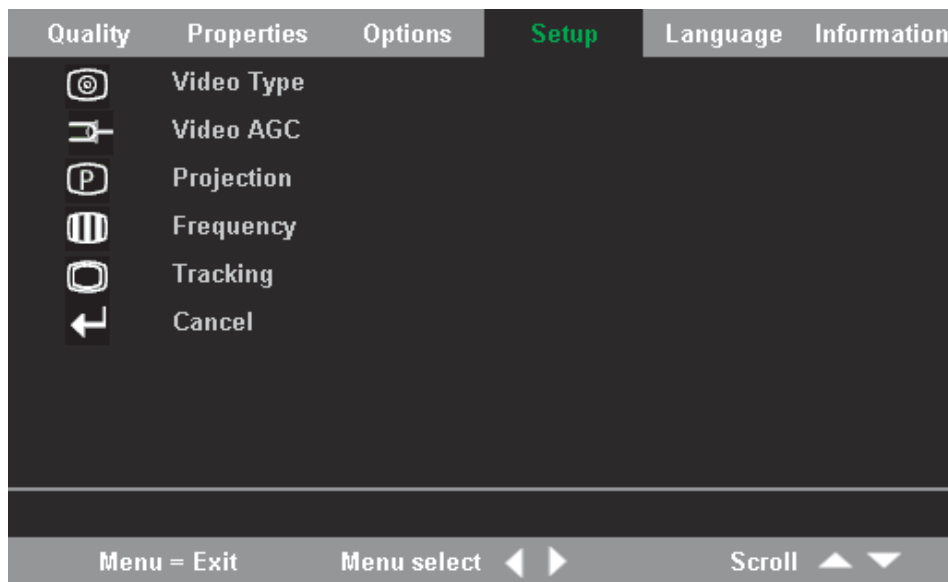 Quality Properties Options Setup Language Information
Video Type
Video AGC
P Projection
Frequency
Tracking
Cancel
Menu = Exit Menu select Scroll